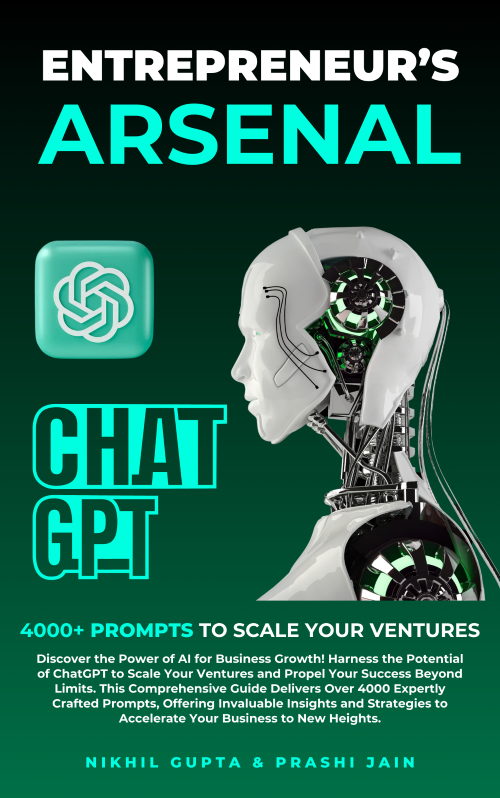 ENTREPRENEUR’S
ARSENAL
CHAT
GPT
4000+ PROMPTS TO SCALE YOUR VENTURES
Discover the Power of AI for Business Growth! Harness the Potential
of ChatGPT to Scale Your Ventures and Propel Your Success Beyond
Limits. This Comprehensive Guide Delivers Over 4000 Expertly
Crafted Prompts, Offering Invaluable Insights and Strategies to
Accelerate Your Business to New Heights.
NIKHIL GUPTA & PRASHI JAIN